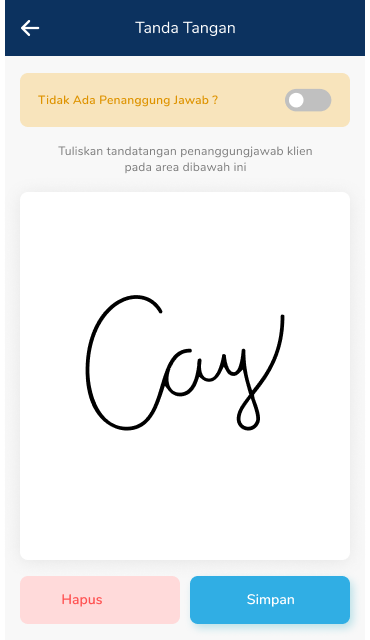 Tanda Tangan
Tidak Ada Penanggung Jawab ?
Tuliskan tandatangan penanggungjawab klien
pada area dibawah ini
Cay
Hapus
Simpan